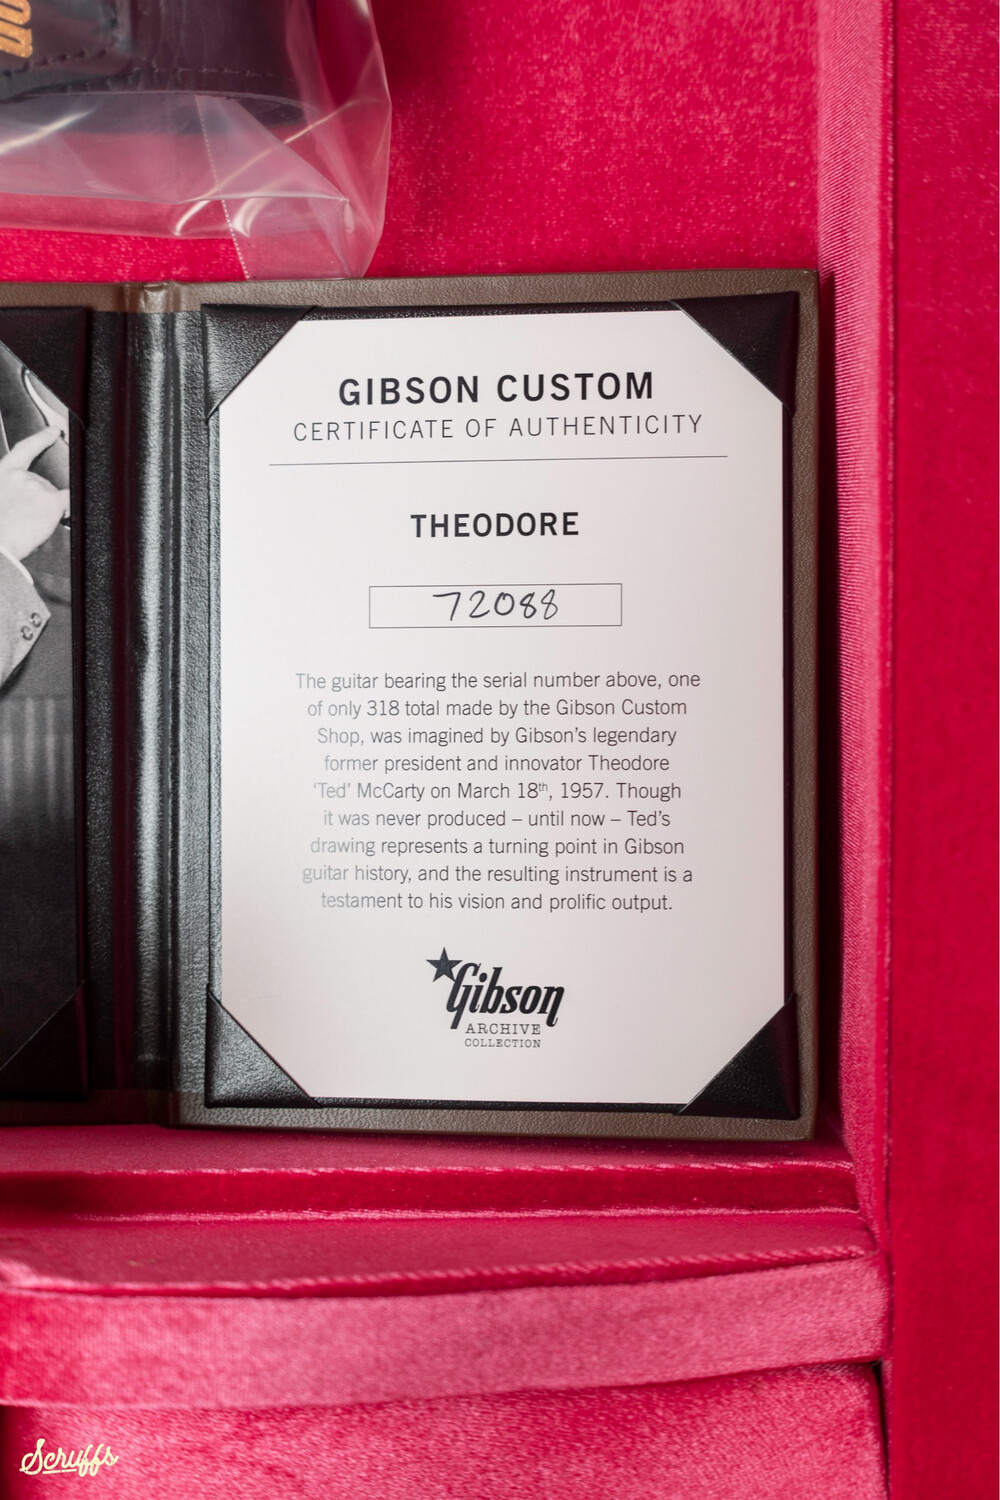 GIBSON CUSTOM
CERTIFICATE OF AUTHENTICITY
THEODORE
72088
The guitar bearing the serial number above, one
of only 318 total made by the Gibson Custom
Shop, was imagined by Gibson's legendary
former president and innovator Theodore
'Ted' McCarty on March 18th, 1957. Though
it was never produced – until now – Ted's
drawing represents a turning point in Gibson
guitar history, and the resulting instrument is a
testament to his vision and prolific output.
Gibson
ARCHIVE
COLLECTION
Scruffs